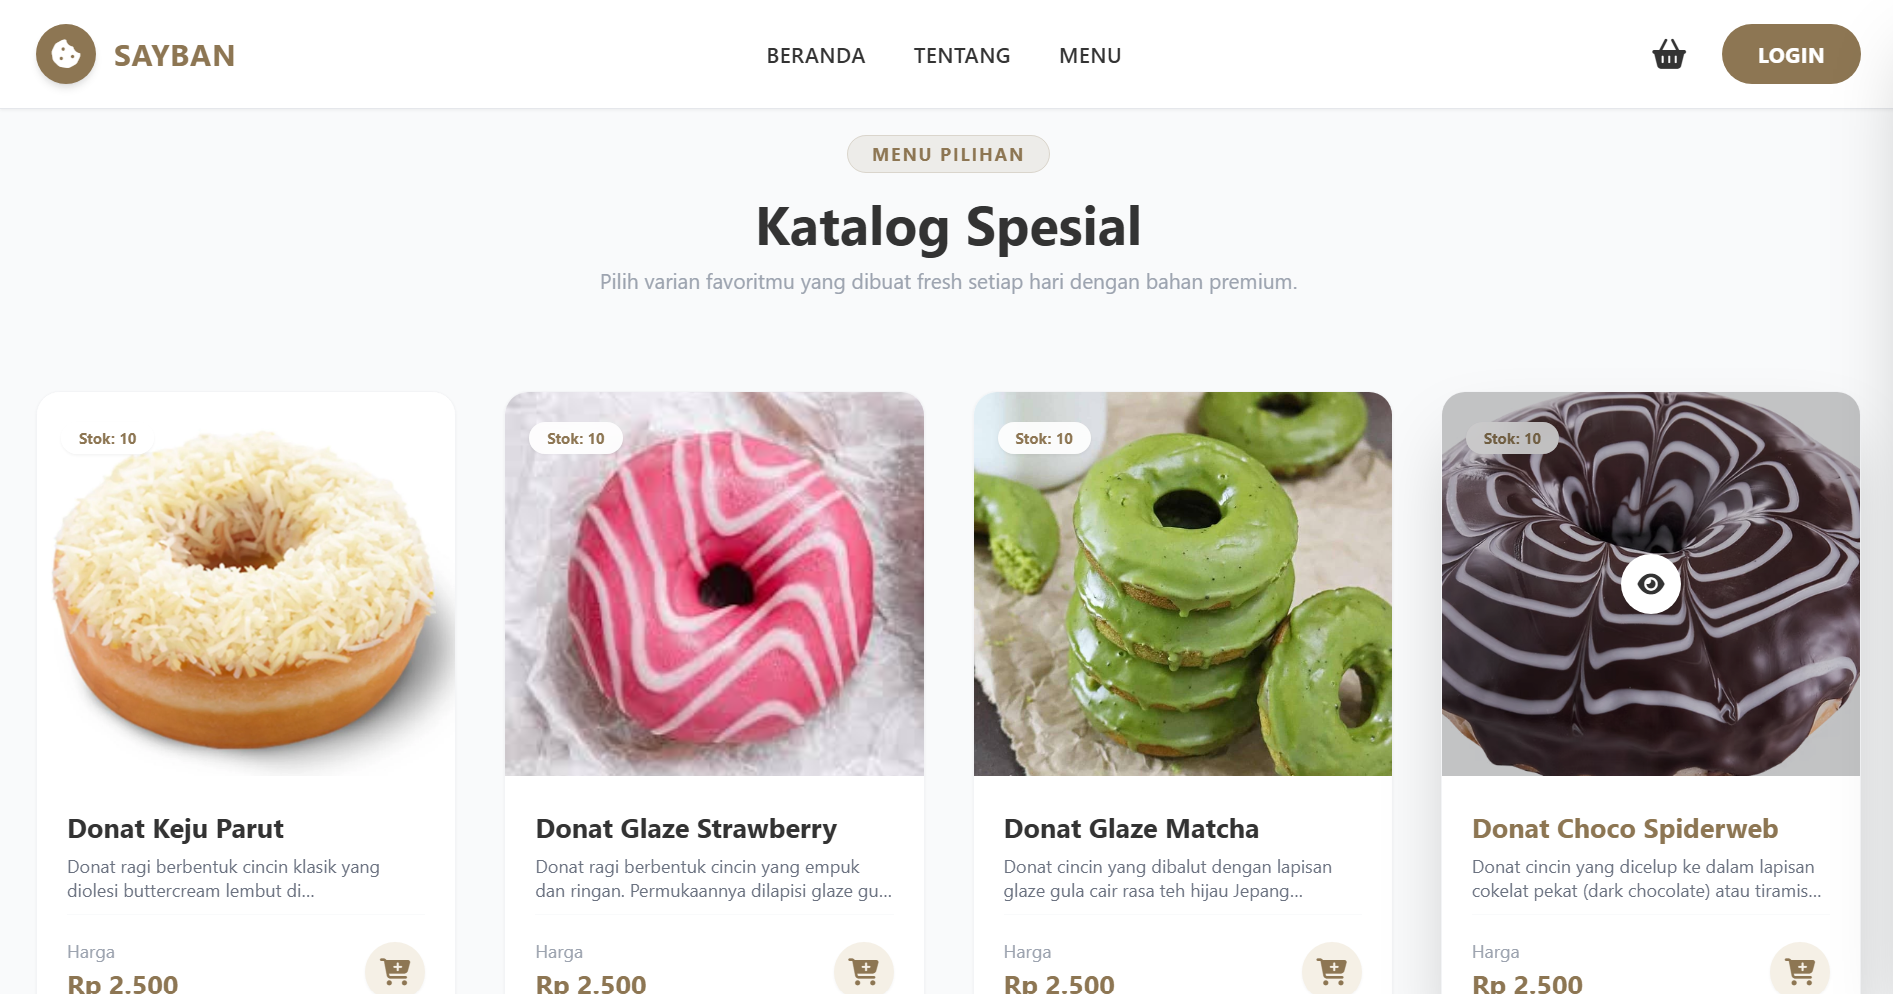 SAYBAN
BERANDA TENTANG MENU
LOGIN
MENU PILIHAN
Katalog Spesial
Pilih varian favoritmu yang dibuat fresh setiap hari dengan bahan premium.
Stok: 10
Donat Keju Parut
Donat ragi berbentuk cincin klasik yang
diolesi buttercream lembut di...
Harga
Rp 2.500
Stok: 10
Donat Glaze Strawberry
Donat ragi berbentuk cincin yang empuk
dan ringan. Permukaannya dilapisi glaze gu...
Harga
Rp 2.500
Stok: 10
Donat Glaze Matcha
Donat cincin yang dibalut dengan lapisan
glaze gula cair rasa teh hijau Jepang...
Harga
Rp 2.500
Stok: 10
Donat Choco Spiderweb
Donat cincin yang dicelup ke dalam lapisan
cokelat pekat (dark chocolate) atau tiramis...
Harga
Rp 2.500